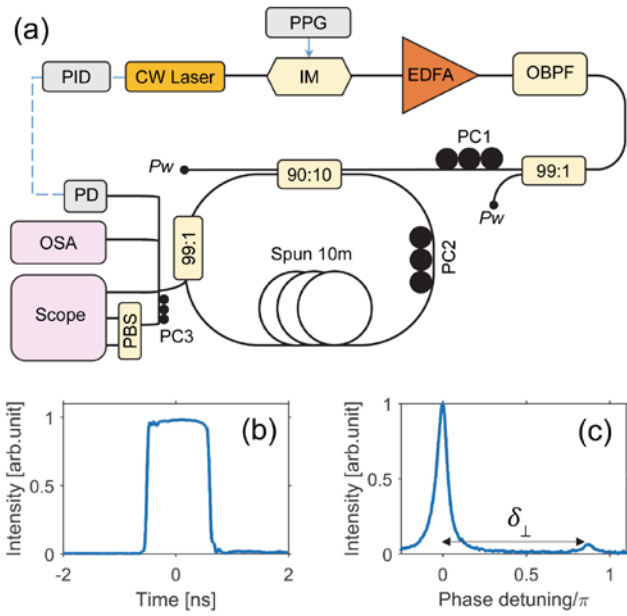 (a)
PPG
PID
CW Laser
IM
EDFA
OBPF
PC1
Pw
90:10
99:1
Pw
PD
OSA
99:1
Spun 10m
PC2
Scope
PBS
PC3
(b)
Intensity [arb.unit]
1
0.5
0
-2
0
2
Time [ns]
(c)
Intensity [arb.unit]
1
0.5
0
δ⊥
0
0.5
1
Phase detuning/π